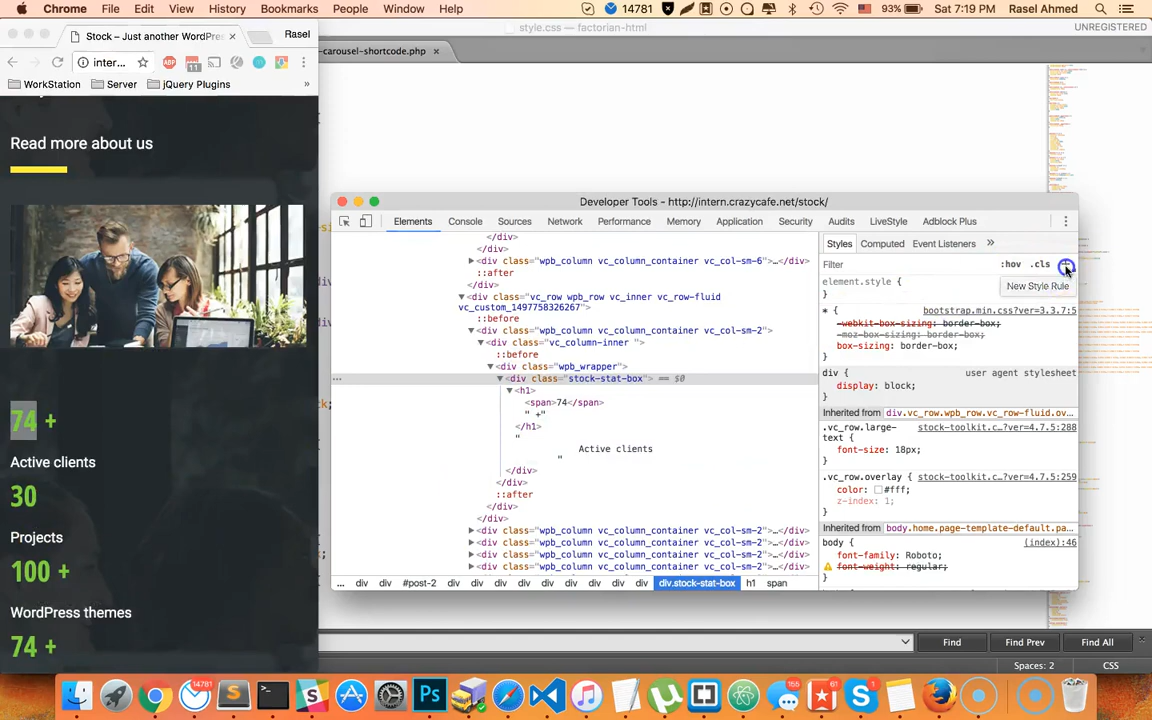 Chrome File Edit View History Bookmarks People Window Help 14781 93% Sat 7:19 PM Rasel Ahmed
style.css — factorian-html UNREGISTERED
Stock – Just another WordPre × Rasel
-carousel-shortcode.php ×
inter... ABP 11
WorkStation Server jQuery Plugins »
Read more about us
74 +
Active clients
30
Projects
100 +
WordPress themes
74 +
Developer Tools - http://intern.crazycafe.net/stock/
Elements Console Sources Network Performance Memory Application Security Audits LiveStyle Adblock Plus
</div>
</div>
▶<div class="wpb_column vc_column_container vc_col-sm-6">…</div>
::after
</div>
▼<div class="vc_row wpb_row vc_inner vc_row-fluid
vc_custom_1497758326267">
::before
▼<div class="wpb_column vc_column_container vc_col-sm-2">
▼<div class="vc_column-inner ">
::before
▼<div class="wpb_wrapper">
… ▼<div class="stock-stat-box"> == $0
▼<h1>
<span>74</span>
" +"
</h1>
"
Active clients
"
</div>
</div>
::after
</div>
</div>
▶<div class="wpb_column vc_column_container vc_col-sm-2">…</div>
▶<div class="wpb_column vc_column_container vc_col-sm-2">…</div>
▶<div class="wpb_column vc_column_container vc_col-sm-2">…</div>
▶<div class="wpb_column vc_column_container vc_col-sm-2">…</div>
... div div #post-2 div div div div div div div div div.stock-stat-box h1 span
Styles Computed Event Listeners »
Filter :hov .cls
New Style Rule
element.style {
}
* { bootstrap.min.css?ver=3.3.7:5
-webkit-box-sizing: border-box;
-moz-box-sizing: border-box;
box-sizing: border-box;
}
div { user agent stylesheet
display: block;
}
Inherited from div.vc_row.wpb_row.vc_row-fluid.ov…
.vc_row.large- stock-toolkit.c…?ver=4.7.5:288
text {
font-size: 18px;
}
.vc_row.overlay { stock-toolkit.c…?ver=4.7.5:259
color: #fff;
z-index: 1;
}
Inherited from body.home.page-template-default.pa…
body { (index):46
font-family: Roboto;
font-weight: regular;
}
Find Find Prev Find All
Spaces: 2 CSS
14781 155 61 1